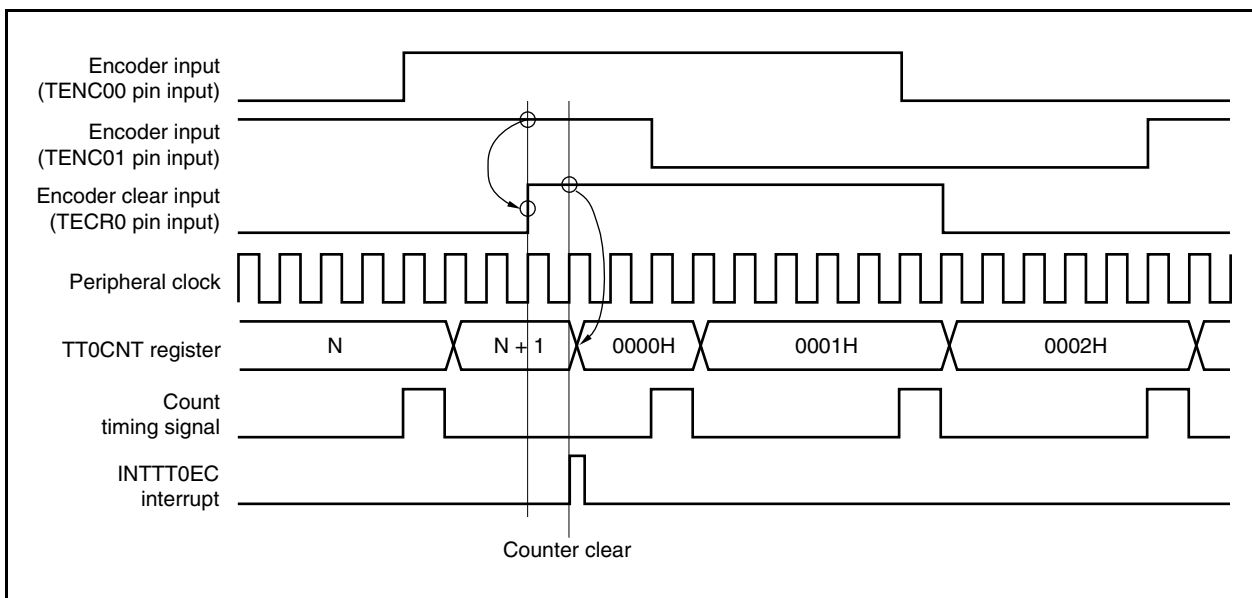 Encoder input
(TENC00 pin input)
Encoder input
(TENC01 pin input)
Encoder clear input
(TECR0 pin input)
Peripheral clock
TT0CNT register
N
N + 1
0000H
0001H
0002H
Count
timing signal
INTTT0EC
interrupt
Counter clear